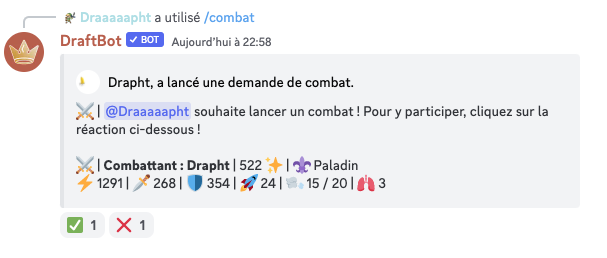 Draaaaapht a utilisé /combat
DraftBot ✓ BOT Aujourd'hui à 22:58
Drapht, a lancé une demande de combat.
⚔️ | @Draaaaapht souhaite lancer un combat ! Pour y participer, cliquez sur la
réaction ci-dessous !
⚔️ | Combattant : Drapht | 522 ✨ | ⚜️ Paladin
⚡ 1291 | 🗡️ 268 | 🛡️ 354 | 🚀 24 | 🌬️ 15 / 20 | 🫁 3
✅ 1 ❌ 1